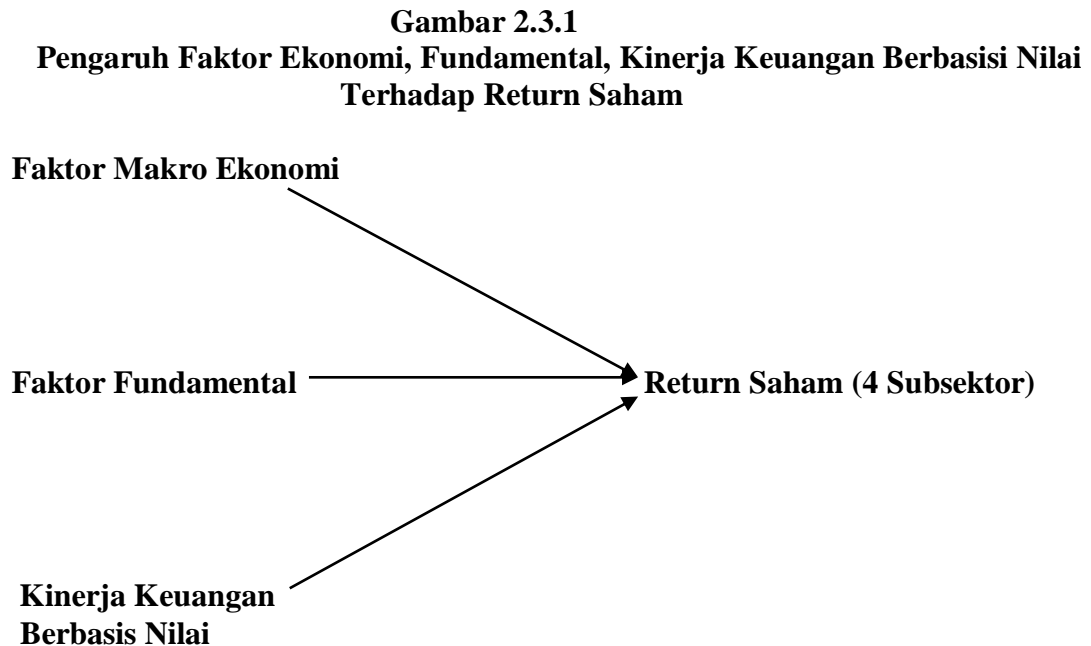 Gambar 2.3.1
Pengaruh Faktor Ekonomi, Fundamental, Kinerja Keuangan Berbasisi Nilai
Terhadap Return Saham
Faktor Makro Ekonomi
Faktor Fundamental
Return Saham (4 Subsektor)
Kinerja Keuangan
Berbasis Nilai